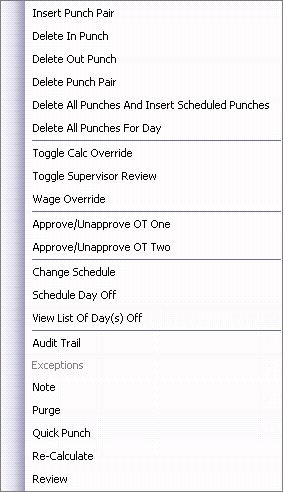 Insert Punch Pair
Delete In Punch
Delete Out Punch
Delete Punch Pair
Delete All Punches And Insert Scheduled Punches
Delete All Punches For Day
Toggle Calc Override
Toggle Supervisor Review
Wage Override
Approve/Unapprove OT One
Approve/Unapprove OT Two
Change Schedule
Schedule Day Off
View List Of Day(s) Off
Audit Trail
Exceptions
Note
Purge
Quick Punch
Re-Calculate
Review